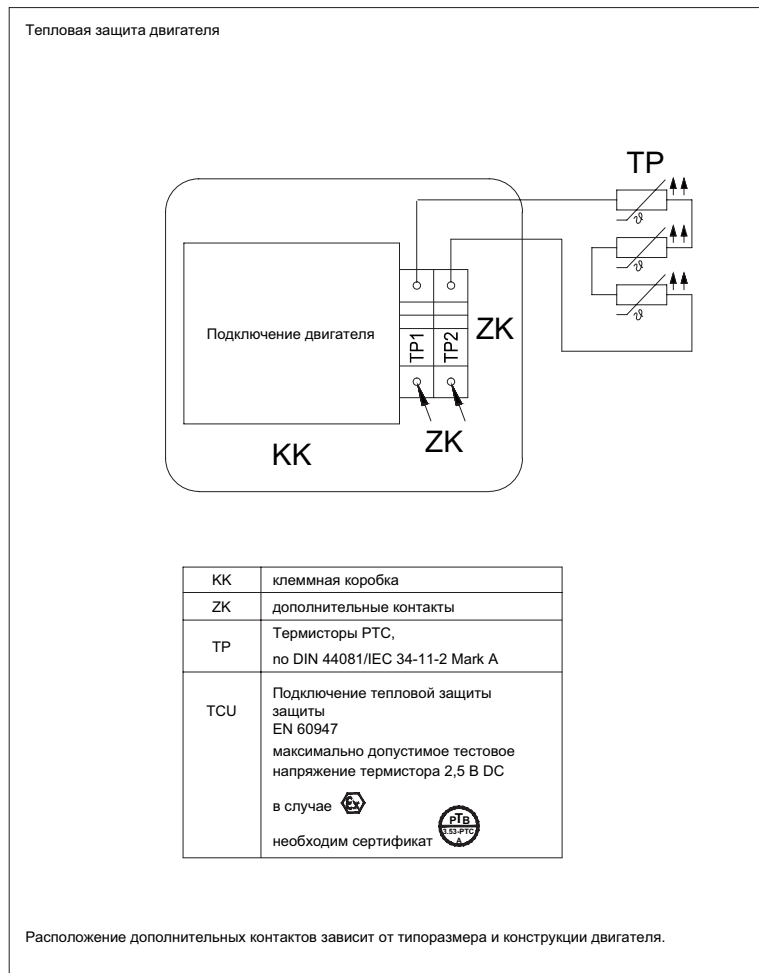 Тепловая защита двигателя
TP
ϑ
ϑ
ϑ
Подключение двигателя
TP1
TP2
ZK
ZK
KK
KK клеммная коробка
ZK дополнительные контакты
TP Термисторы PTC,
no DIN 44081/IEC 34-11-2 Mark A
TCU Подключение тепловой защиты
защиты
EN 60947
максимально допустимое тестовое
напряжение термистора 2,5 В DC
в случае Ex
необходим сертификат
PTB
3.53-PTC
A
Расположение дополнительных контактов зависит от типоразмера и конструкции двигателя.